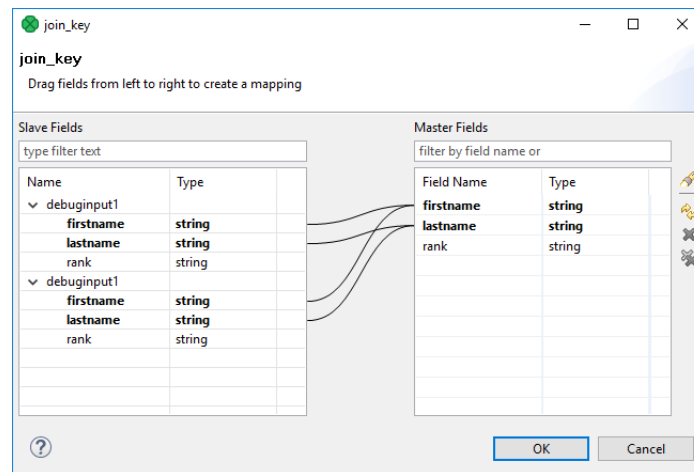 join_key
join_key
Drag fields from left to right to create a mapping
Slave Fields
type filter text
Name Type
debuginput1
firstname string
lastname string
rank string
debuginput1
firstname string
lastname string
rank string
Master Fields
filter by field name or
Field Name Type
firstname string
lastname string
rank string
?
OK Cancel